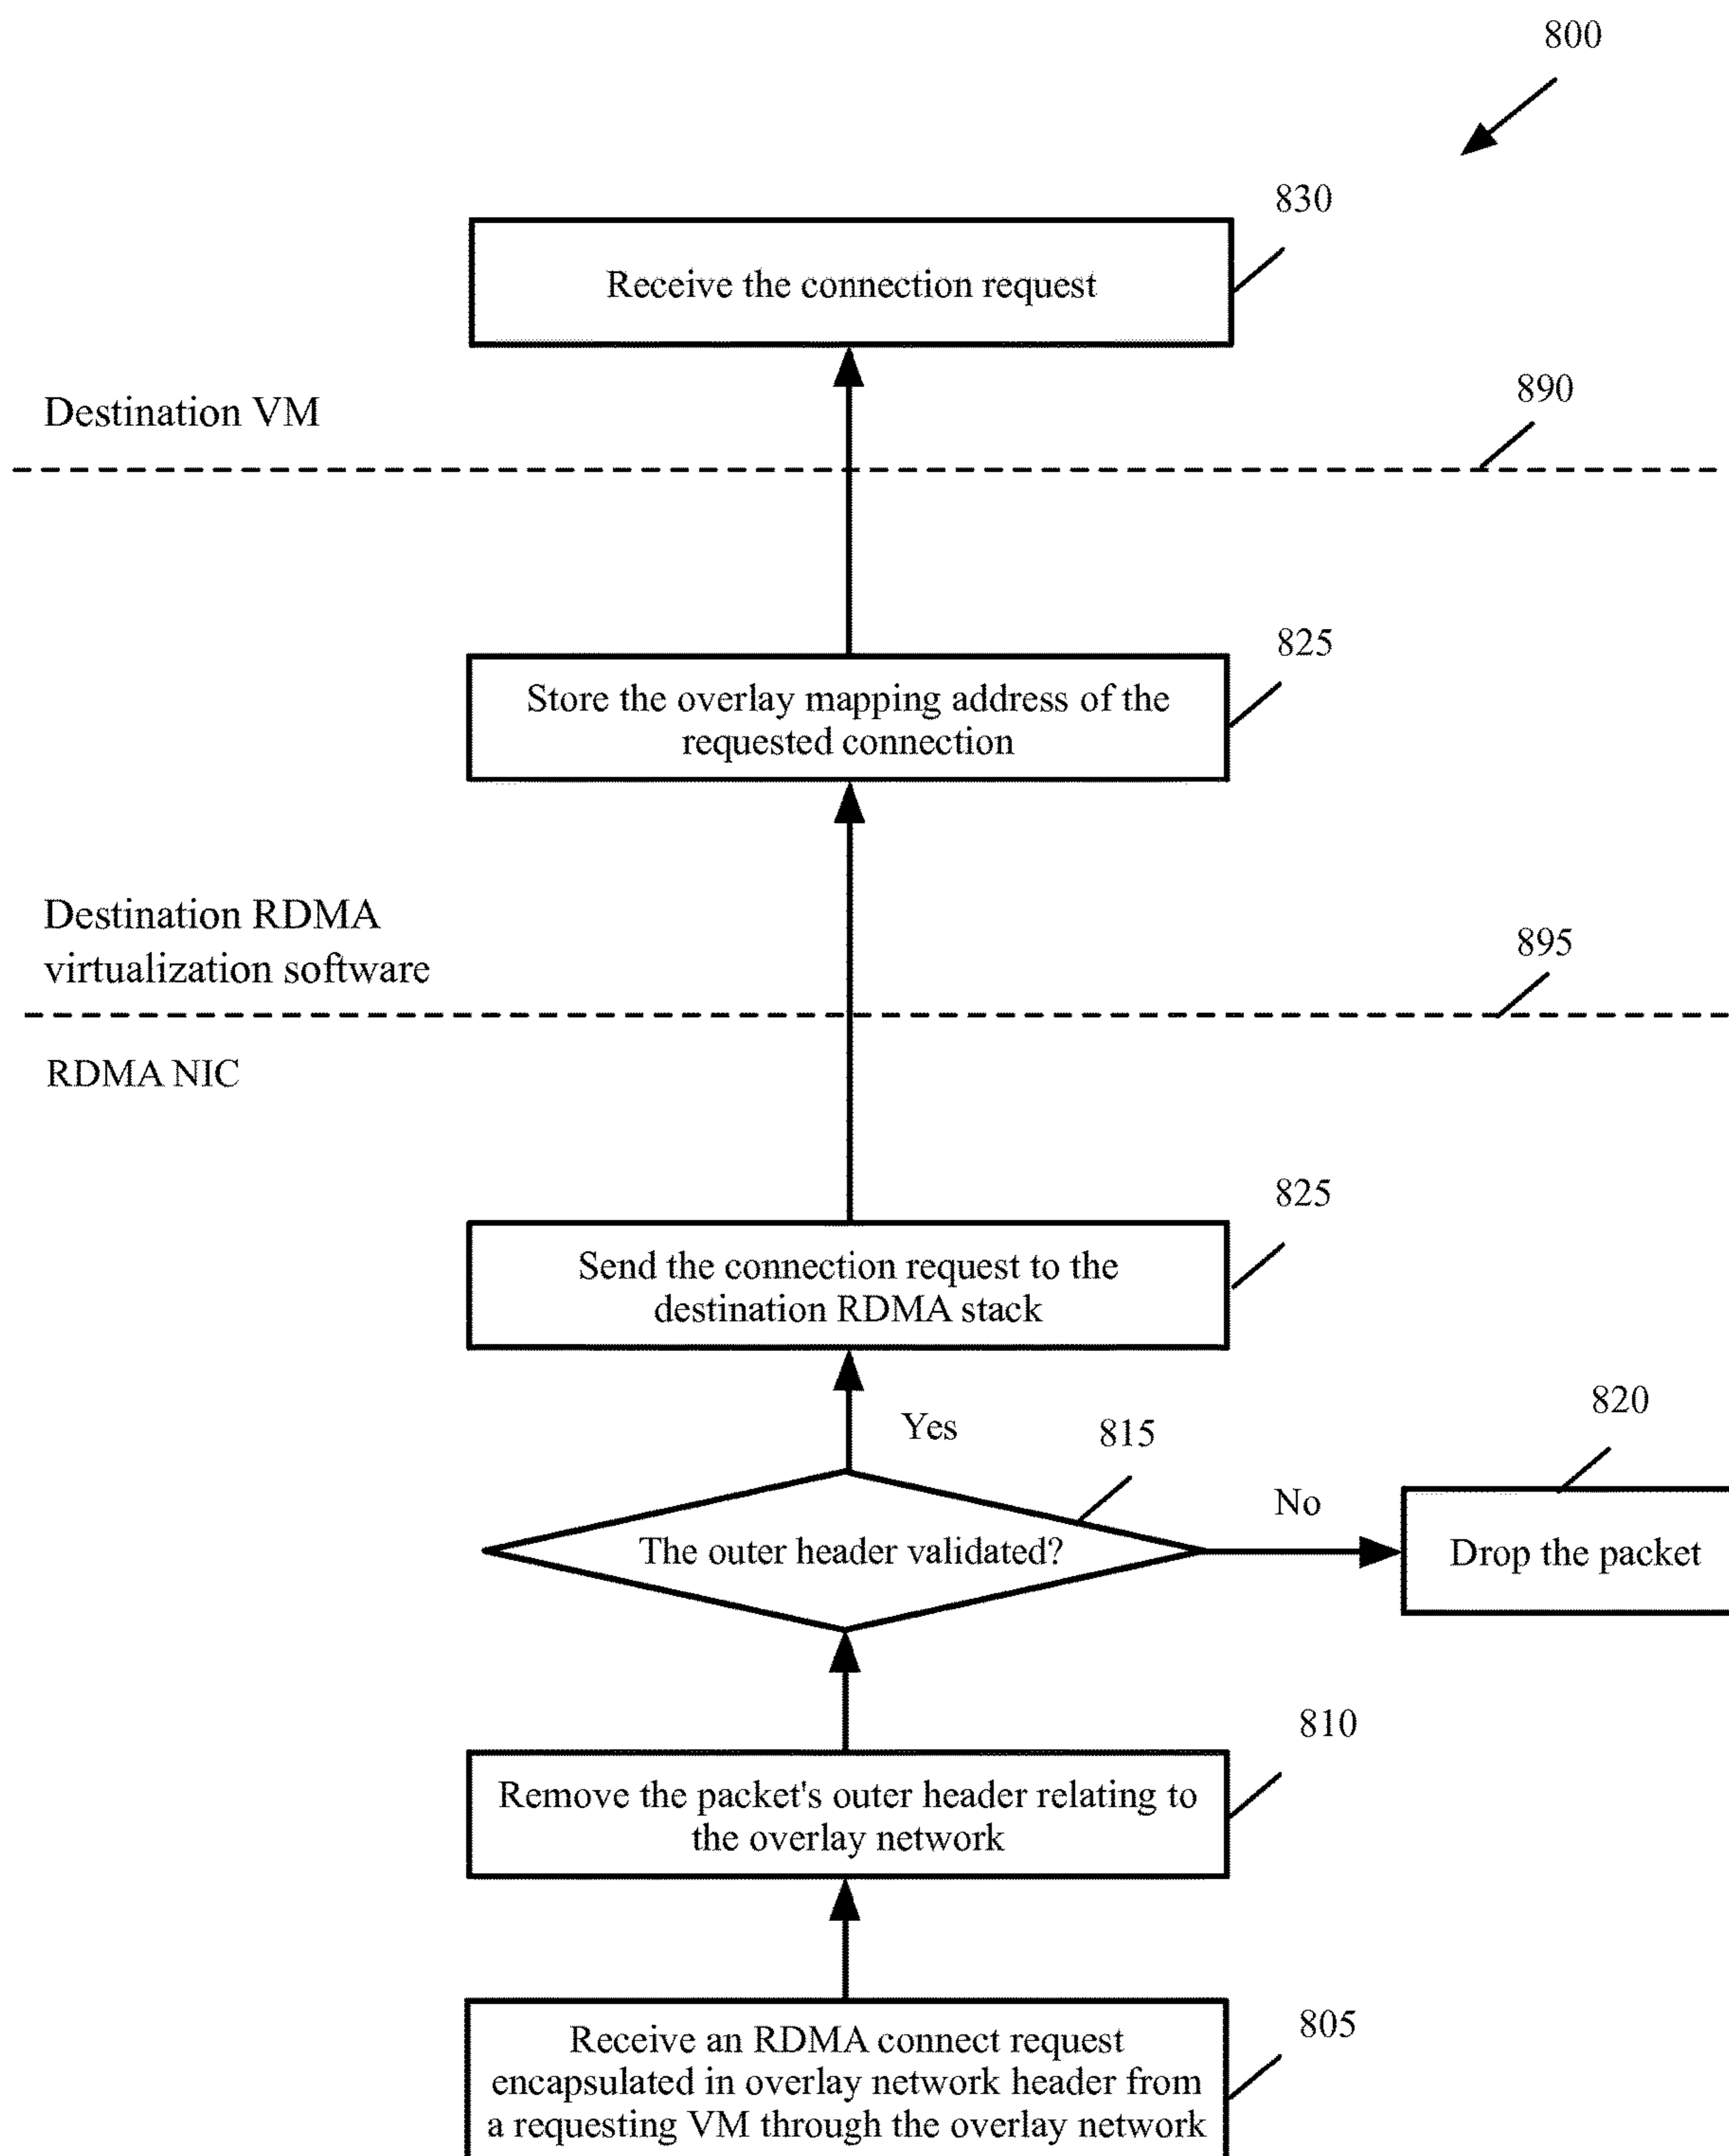 800
830
Receive the connection request
890
Destination VM
825
Store the overlay mapping address of the
requested connection
Destination RDMA
virtualization software
895
RDMA NIC
825
Send the connection request to the
destination RDMA stack
820
Yes
815
No
The outer header validated?
Drop the packet
810
Remove the packet's outer header relating to
the overlay network
805
Receive an RDMA connect request
encapsulated in overlay network header from
a requesting VM through the overlay network